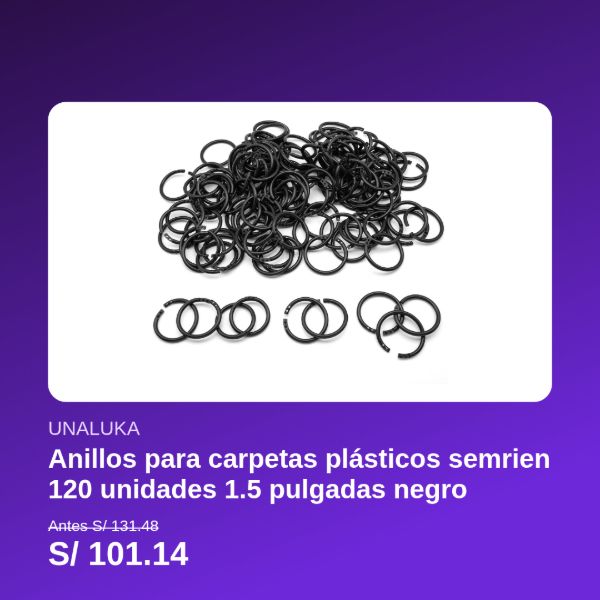 UNALUKA
Anillos para carpetas plásticos semrien
120 unidades 1.5 pulgadas negro
Antes S/ 131.48
S/ 101.14